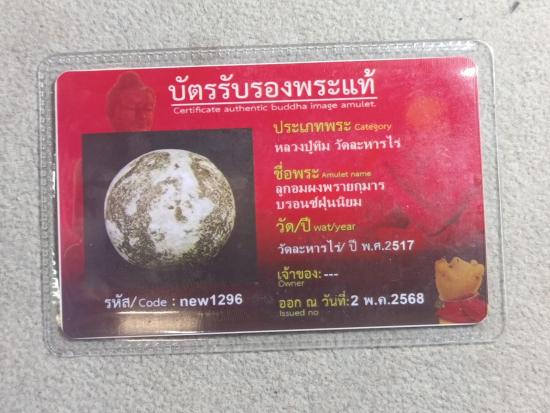 บัตรรับรองพระแท้
Certificate authentic buddha image amulet.
ประเภทพระ Category
หลวงปู่ทิม วัดละหารไร่
ชื่อพระ Amulet name
ลูกอมผงพรายกุมาร
บรอนซ์ฝุ่นนิยม
วัด/ปี wat/year
วัดละหารไร่/ ปี พ.ศ.2517
เจ้าของ: ---
Owner
รหัส/Code : new1296
ออก ณ วันที่: 2 พ.ค.2568
Issued no